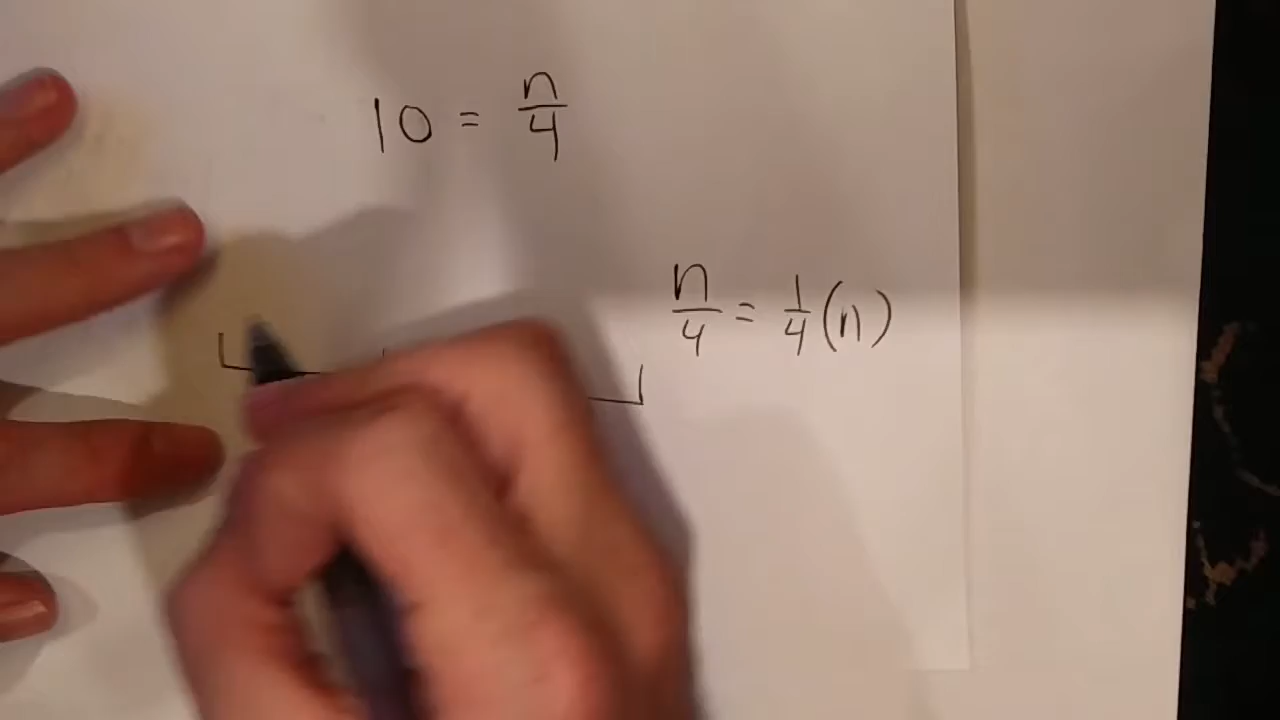 10 = n/4
n/4 = 1/4 (n)